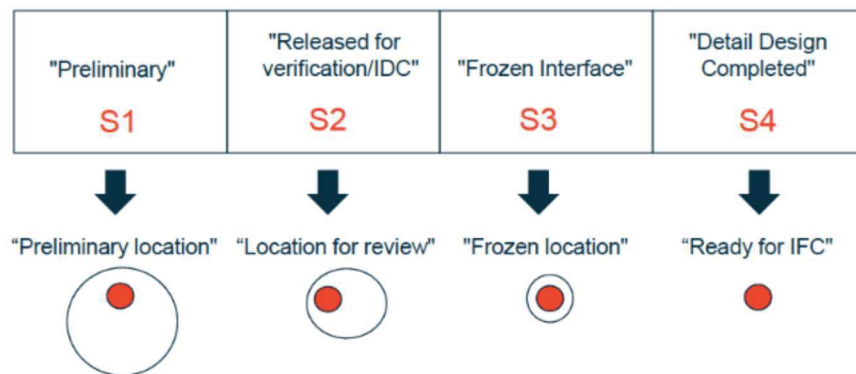 "Preliminary"
S1
"Released for
verification/IDC"
S2
"Frozen Interface"
S3
"Detail Design
Completed"
S4
“Preliminary location”
“Location for review”
"Frozen location"
“Ready for IFC”